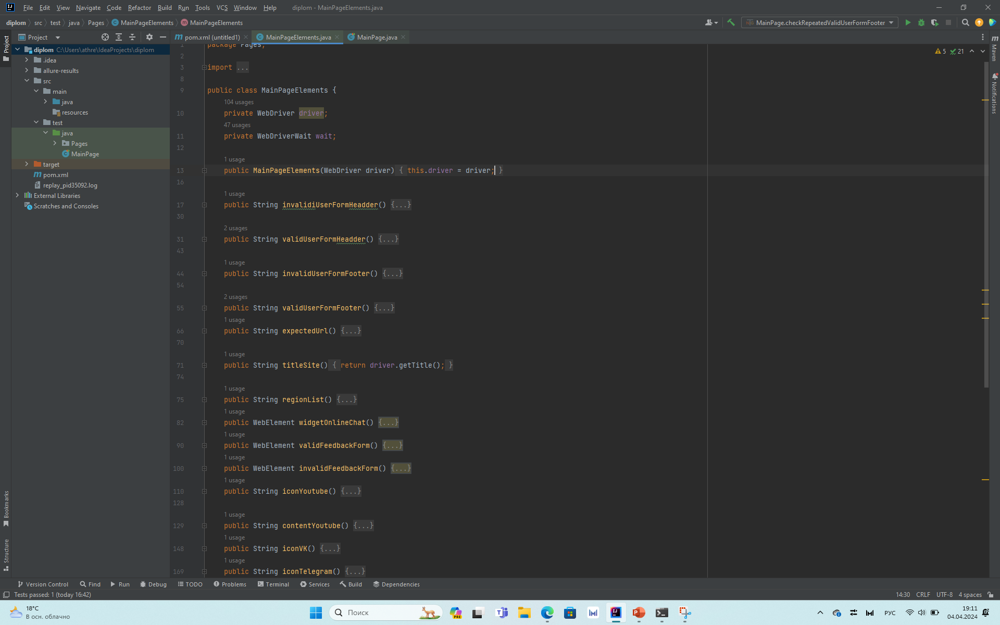 File Edit View Navigate Code Refactor Build Run Tools VCS Window Help diplom - MainPageElements.java
diplom src test java Pages MainPageElements MainPageElements MainPage.checkRepeatedValidUserFormFooter
Project
pom.xml (untitled1) MainPageElements.java MainPage.java
Project
diplom C:\Users\athre\IdeaProjects\diplom
.idea
allure-results
src
main
java
resources
test
java
Pages
MainPage
target
pom.xml
replay_pid35092.log
External Libraries
Scratches and Consoles
Bookmarks
Structure
5 21
1 package Pages;
2
3 import ...
8
9 public class MainPageElements {
104 usages
10 private WebDriver driver;
47 usages
11 private WebDriverWait wait;
12
1 usage
13 public MainPageElements(WebDriver driver) { this.driver = driver; }
16
1 usage
17 public String invalidiUserFormHeadder() {...}
30
2 usages
31 public String validUserFormHeadder() {...}
43
1 usage
44 public String invalidUserFormFooter() {...}
54
2 usages
55 public String validUserFormFooter() {...}
1 usage
66 public String expectedUrl() {...}
70
1 usage
71 public String titleSite() { return driver.getTitle(); }
74
1 usage
75 public String regionList() {...}
1 usage
82 public WebElement widgetOnlineChat() {...}
1 usage
90 public WebElement validFeedbackForm() {...}
1 usage
100 public WebElement invalidFeedbackForm() {...}
1 usage
110 public String iconYoutube() {...}
128
1 usage
129 public String contentYoutube() {...}
1 usage
148 public String iconVK() {...}
1 usage
169 public String iconTelegram() {...}
Maven
Notifications
Version Control Find Run Debug TODO Problems Terminal Services Build Dependencies
Tests passed: 1 (today 16:42) 14:30 CRLF UTF-8 4 spaces
18°C
В осн. облачно
Поиск
PRE
РУС
19:11
04.04.2024